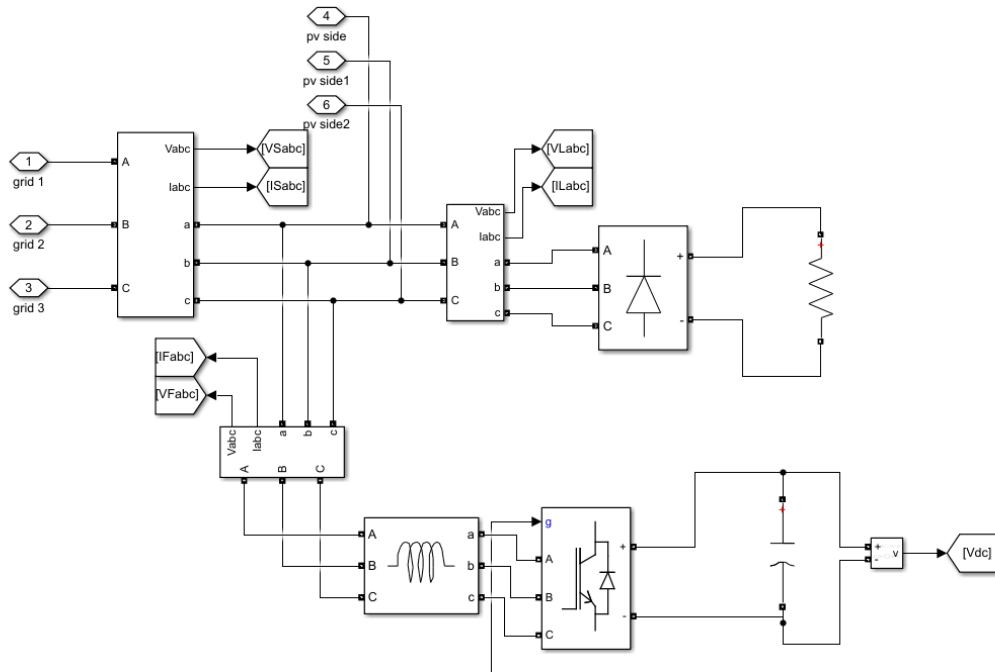 4
pv side
5
pv side1
6
pv side2
1
grid 1
2
grid 2
3
grid 3
A
B
C
Vabc
Iabc
a
b
c
[VSabc]
[ISabc]
[VLabc]
[ILabc]
A
B
C
Vabc
Iabc
a
b
c
A
B
C
+
-
+
[IFabc]
[VFabc]
Vabc
Iabc
a
b
c
A
B
C
A
B
C
a
b
c
g
A
B
C
+
-
+
+
-
v
[Vdc]